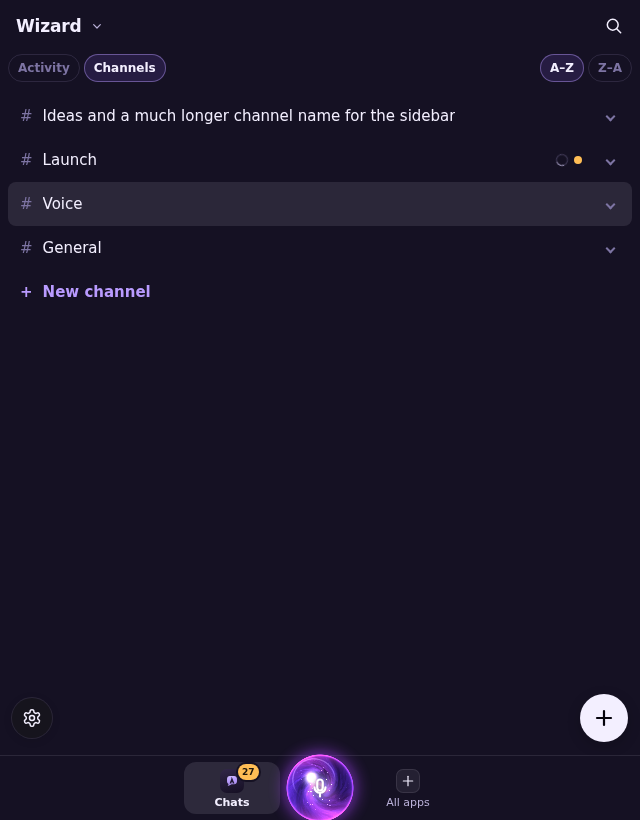 Wizard
Activity Channels A–Z Z–A
# Ideas and a much longer channel name for the sidebar
# Launch
# Voice
# General
+ New channel
27
Chats All apps